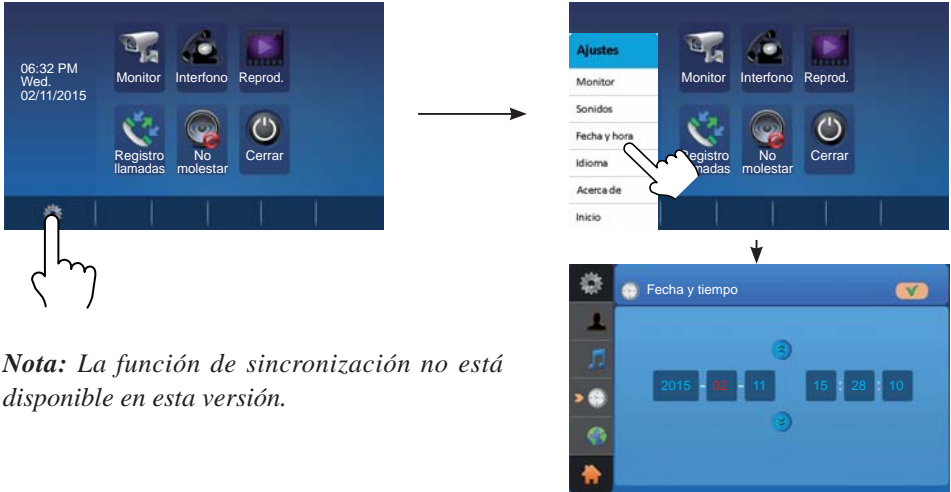 06:32 PM
Wed.
02/11/2015
Monitor Interfono Reprod.
Registro llamadas No molestar Cerrar
Ajustes
Monitor
Sonidos
Fecha y hora
Idioma
Acerca de
Inicio
Monitor Interfono Reprod.
Registro llamadas No molestar Cerrar
Fecha y tiempo
2015 - 02 - 11 15 : 28 : 10
Nota: La función de sincronización no está
disponible en esta versión.